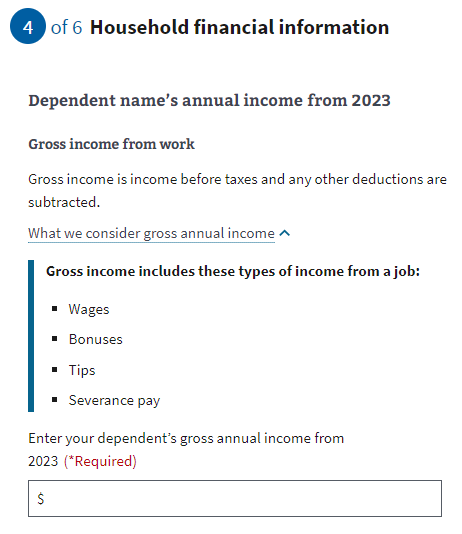 4 of 6 Household financial information
Dependent name’s annual income from 2023
Gross income from work
Gross income is income before taxes and any other deductions are
subtracted.
What we consider gross annual income
Gross income includes these types of income from a job:
▪ Wages
▪ Bonuses
▪ Tips
▪ Severance pay
Enter your dependent’s gross annual income from
2023 (*Required)
$